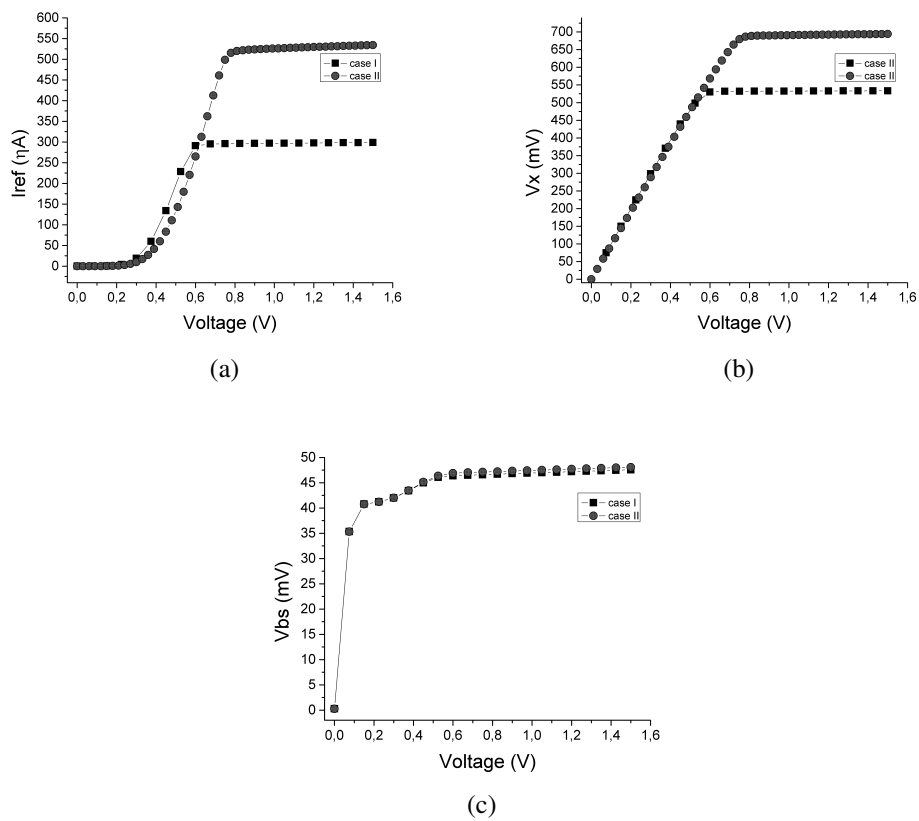 600
550
500
450
400
350
300
250
200
150
100
50
0
Iref (ηA)
case I
case II
0,0 0,2 0,4 0,6 0,8 1,0 1,2 1,4 1,6
Voltage (V)
(a)
700
650
600
550
500
450
400
350
300
250
200
150
100
50
0
Vx (mV)
case II
case II
0,0 0,2 0,4 0,6 0,8 1,0 1,2 1,4 1,6
Voltage (V)
(b)
50
45
40
35
30
25
20
15
10
5
0
Vbs (mV)
case I
case II
0,0 0,2 0,4 0,6 0,8 1,0 1,2 1,4 1,6
Voltage (V)
(c)